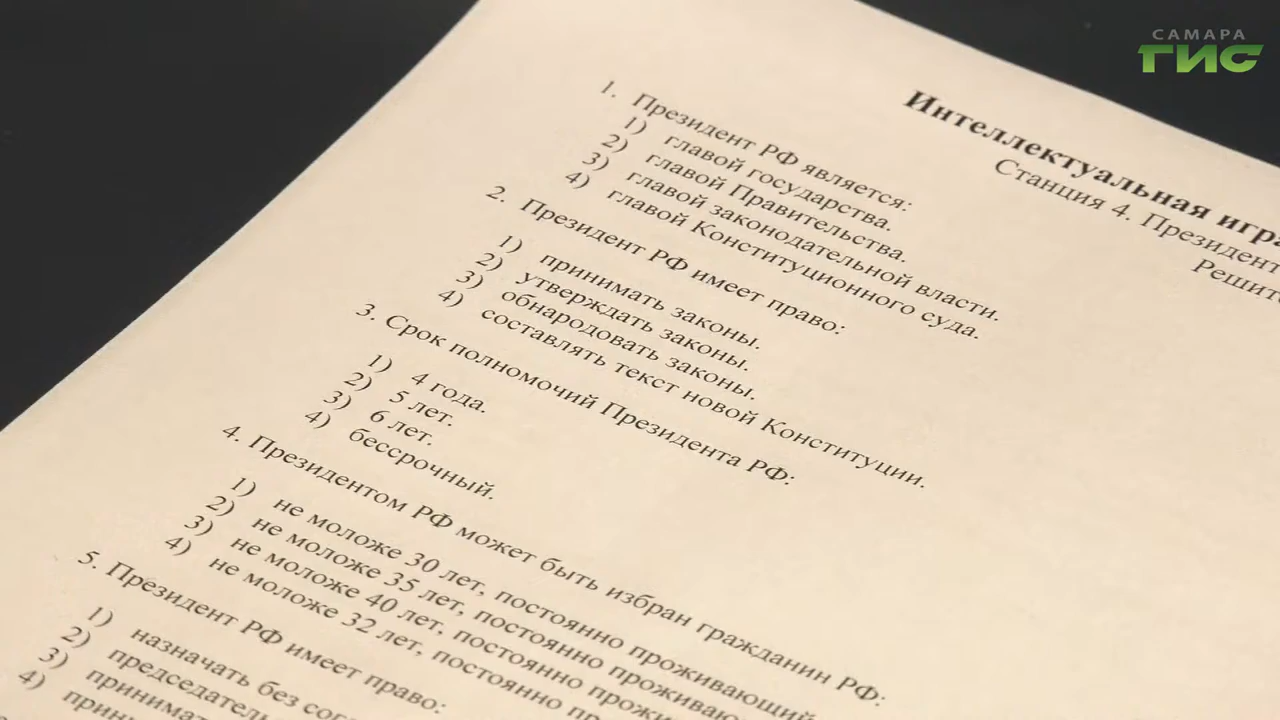 САМАРА
ГИС
Интеллектуальная игра
Станция 4. Президент
1. Президент РФ является:
1) главой государства.
2) главой Правительства.
3) главой законодательной власти.
4) главой Конституционного суда.
2. Президент РФ имеет право:
1) принимать законы.
2) утверждать законы.
3) обнародовать законы.
4) составлять текст новой Конституции.
3. Срок полномочий Президента РФ:
1) 4 года.
2) 5 лет.
3) 6 лет.
4) бессрочный.
4. Президентом РФ может быть избран гражданин РФ:
1) не моложе 30 лет, постоянно проживающий
2) не моложе 35 лет, постоянно
3) не моложе 40 лет, постоянно
4) не моложе 32 лет, постоянно
5. Президент РФ имеет право:
1) назначать без
2)
3)
4)